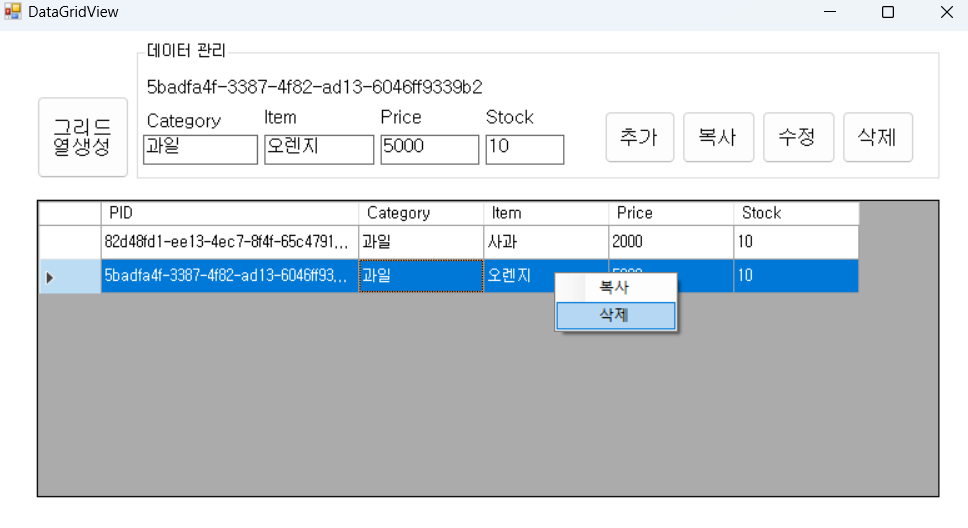 DataGridView
데이터 관리
5badfa4f-3387-4f82-ad13-6046ff9339b2
그리드
열생성
Category Item Price Stock
과일 오렌지 5000 10
추가 복사 수정 삭제
PID Category Item Price Stock
82d48fd1-ee13-4ec7-8f4f-65c4791... 과일 사과 2000 10
5badfa4f-3387-4f82-ad13-6046ff93... 과일 오렌지 10
복사
삭제